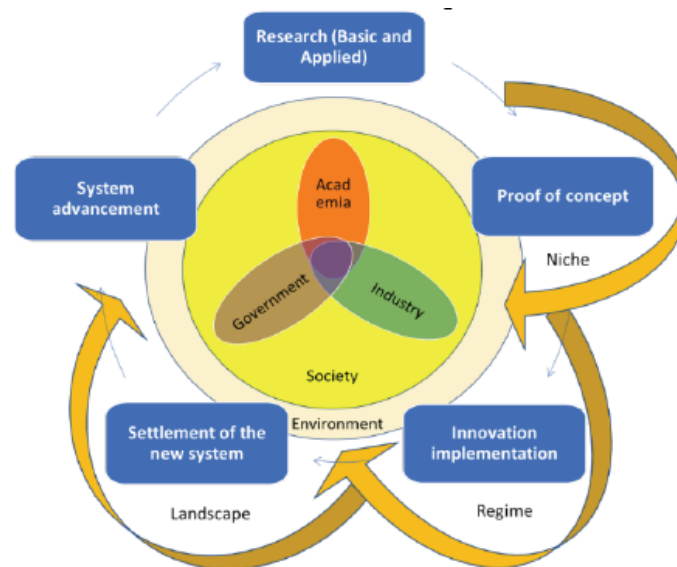 Research (Basic and
Applied)
System
advancement
Acad
emia
Proof of concept
Niche
Government
Industry
Society
Environment
Settlement of the
new system
Innovation
implementation
Landscape
Regime